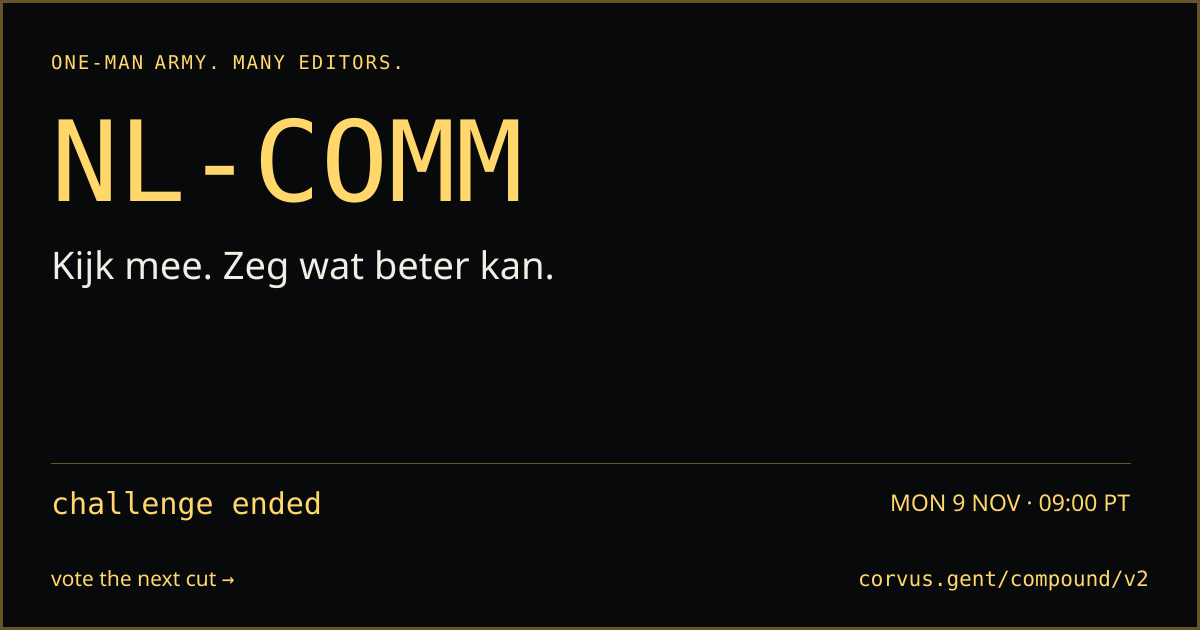 ONE-MAN ARMY. MANY EDITORS.
NL-COMM
Kijk mee. Zeg wat beter kan.
challenge ended
MON 9 NOV · 09:00 PT
vote the next cut →
corvus.gent/compound/v2